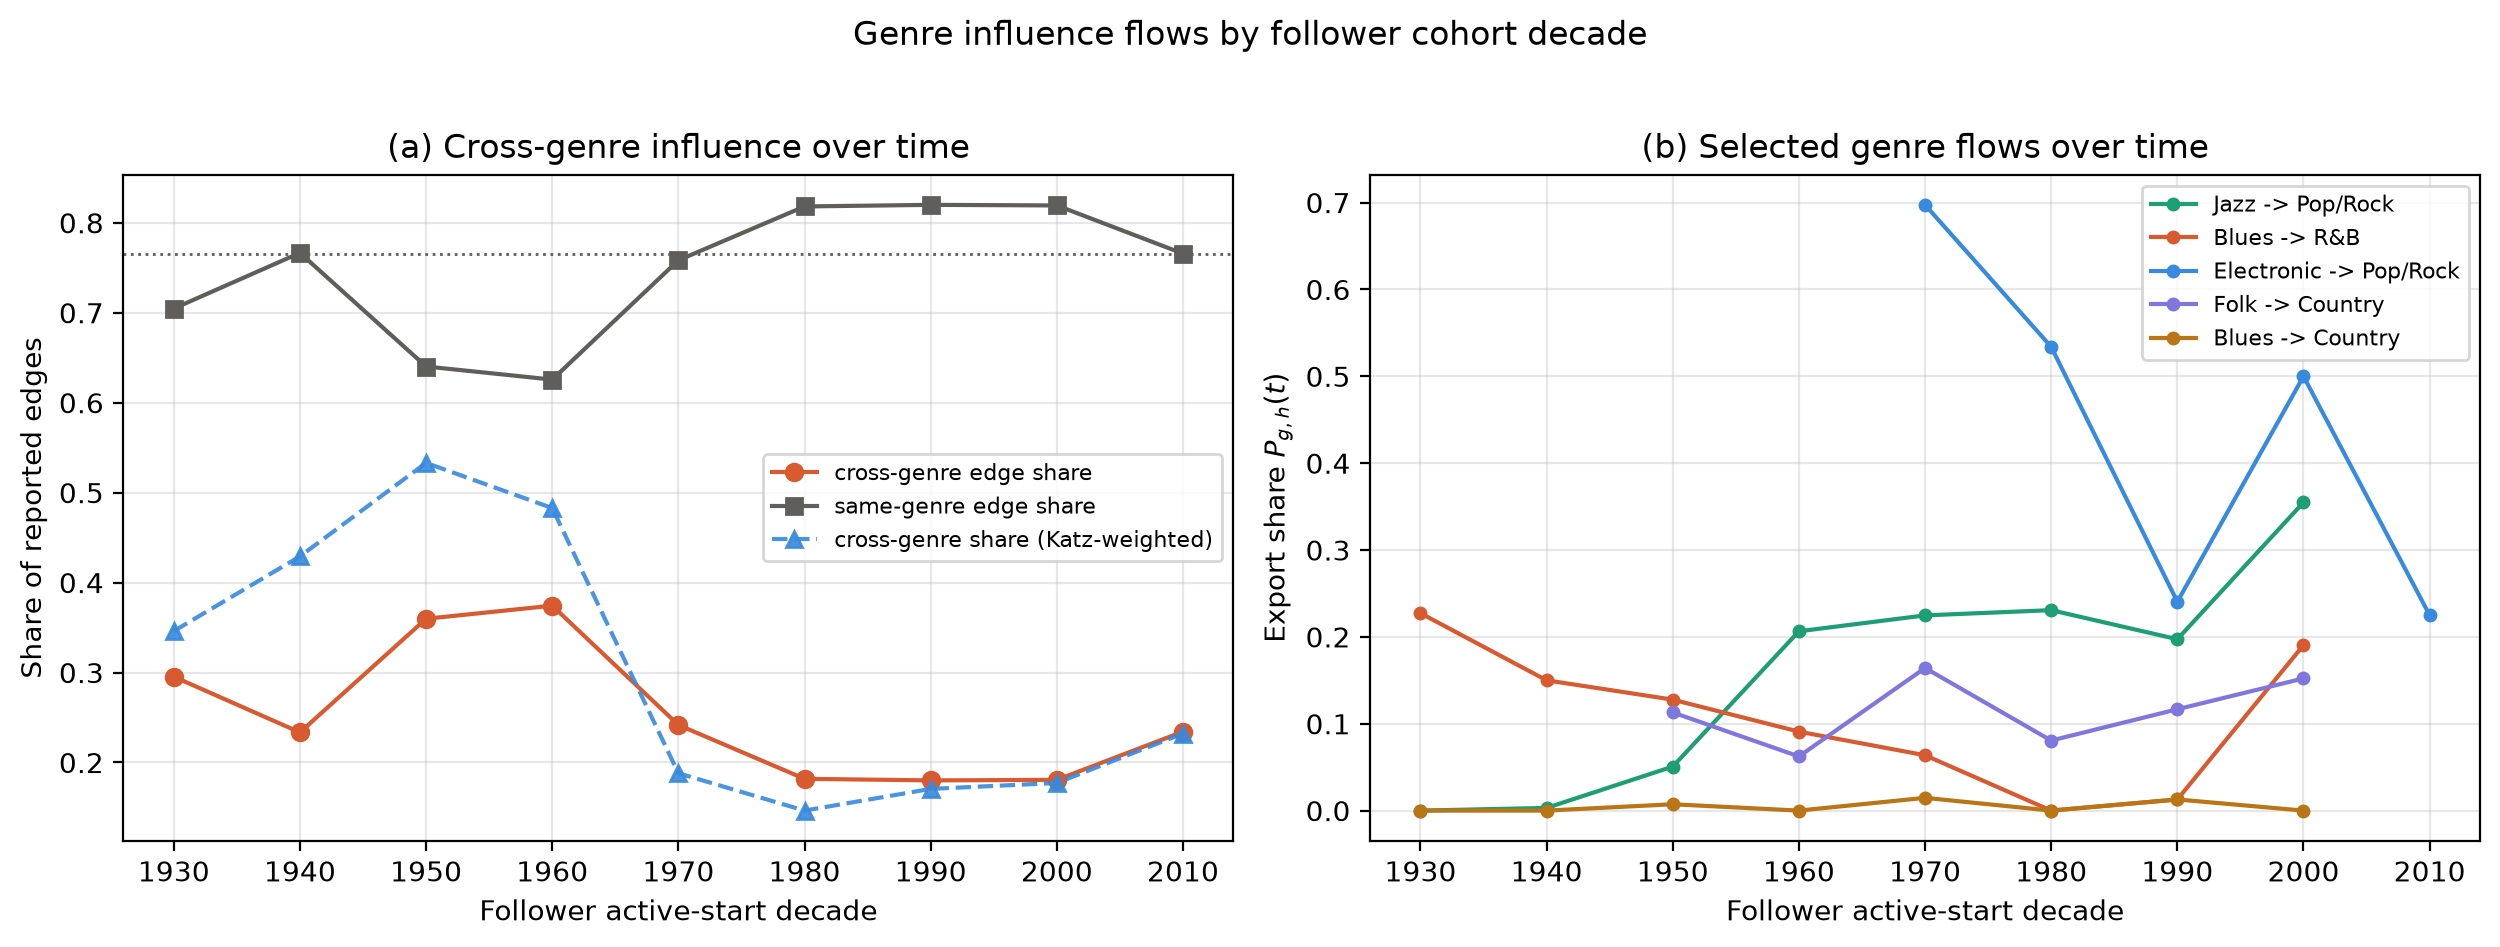 Genre influence flows by follower cohort decade
(a) Cross-genre influence over time
Share of reported edges
0.8
0.7
0.6
0.5
0.4
0.3
0.2
cross-genre edge share
same-genre edge share
cross-genre share (Katz-weighted)
1930 1940 1950 1960 1970 1980 1990 2000 2010
Follower active-start decade
(b) Selected genre flows over time
Export share P_{g,h}(t)
0.7
0.6
0.5
0.4
0.3
0.2
0.1
0.0
Jazz -> Pop/Rock
Blues -> R&B
Electronic -> Pop/Rock
Folk -> Country
Blues -> Country
1930 1940 1950 1960 1970 1980 1990 2000 2010
Follower active-start decade